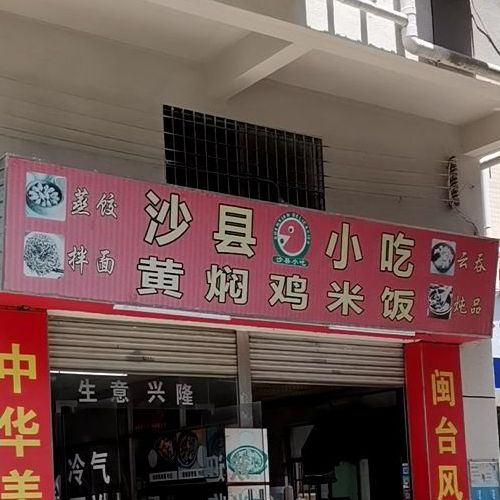 蒸饺
拌面
沙县小吃
黄焖鸡米饭
沙县小吃
云吞
炖品
生意兴隆
冷气
中华美
闽台风